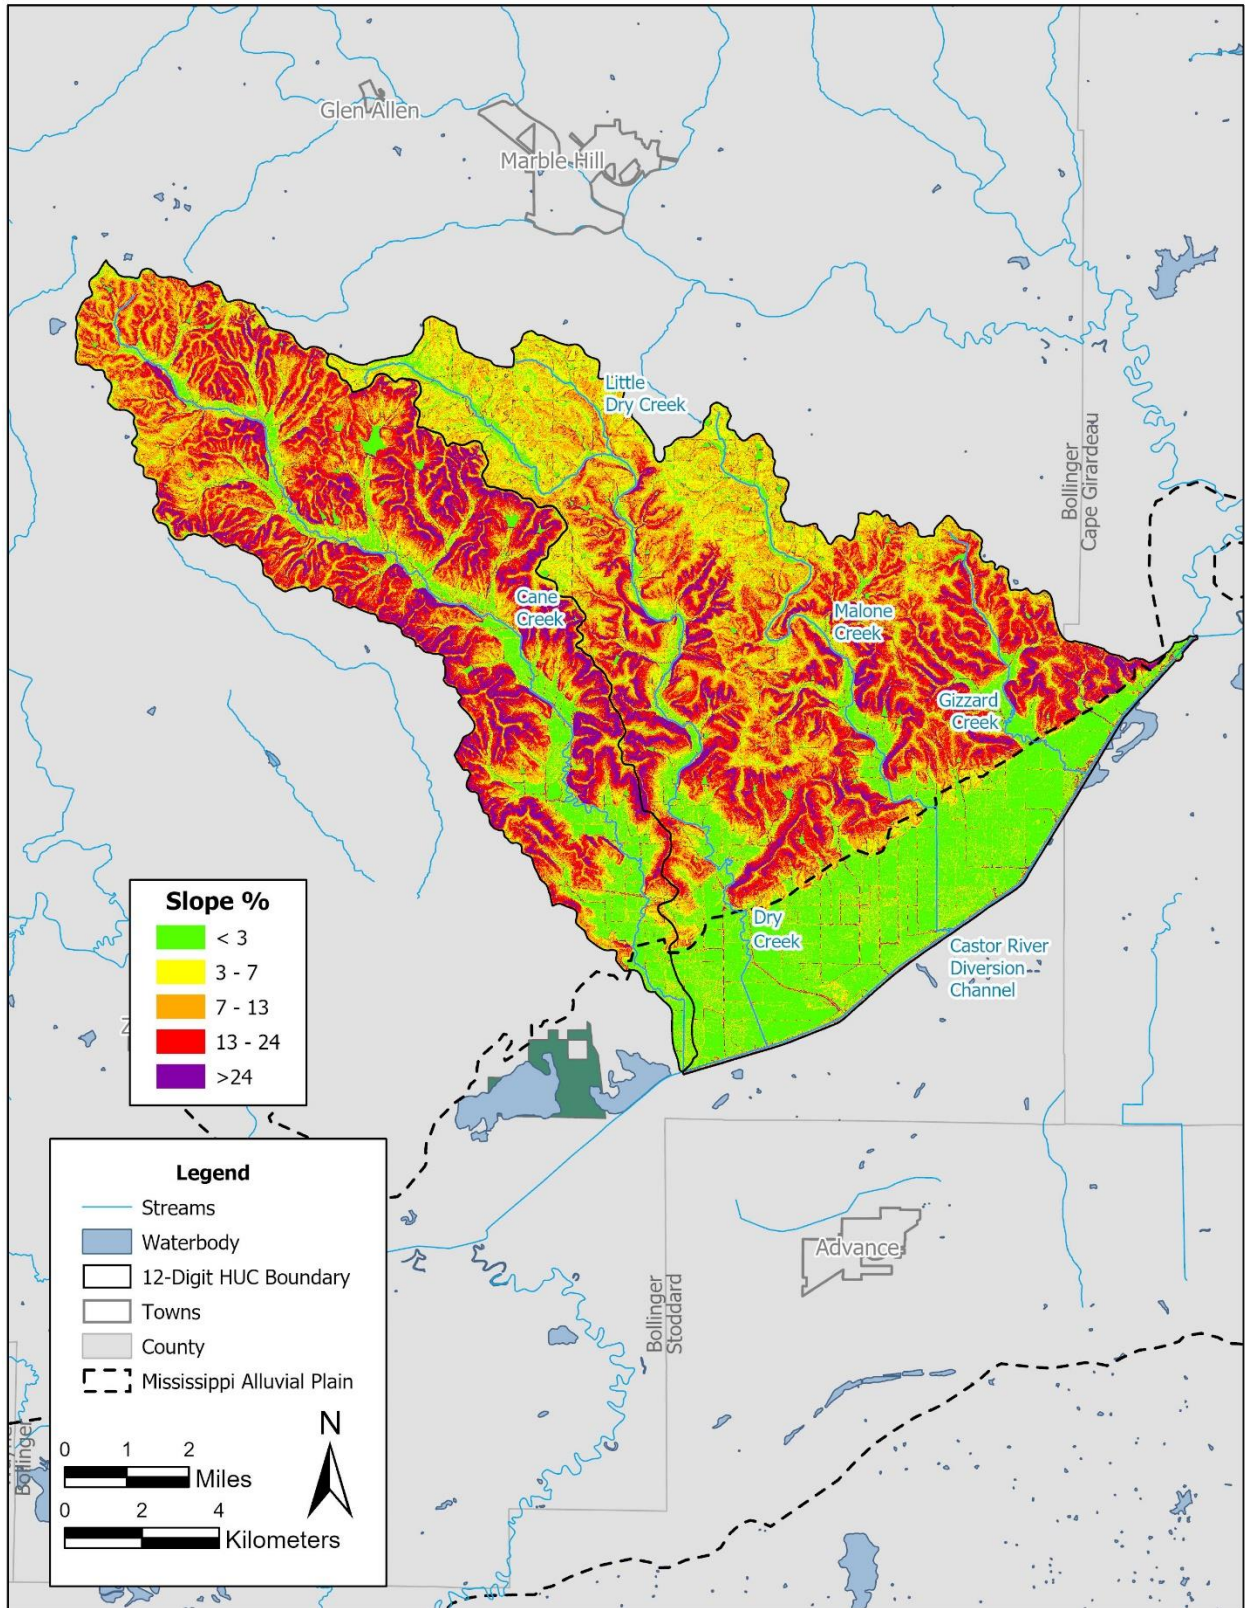 Glen Allen
Marble Hill
Little
Dry Creek
Bollinger
Cape Girardeau
Cane
Creek
Malone
Creek
Gizzard
Creek
Dry
Creek
Castor River
Diversion
Channel
Slope %
< 3
3 - 7
7 - 13
13 - 24
>24
Advance
Bollinger
Stoddard
Legend
Streams
Waterbody
12-Digit HUC Boundary
Towns
County
Mississippi Alluvial Plain
N
0 1 2
Miles
0 2 4
Kilometers
Bollinger